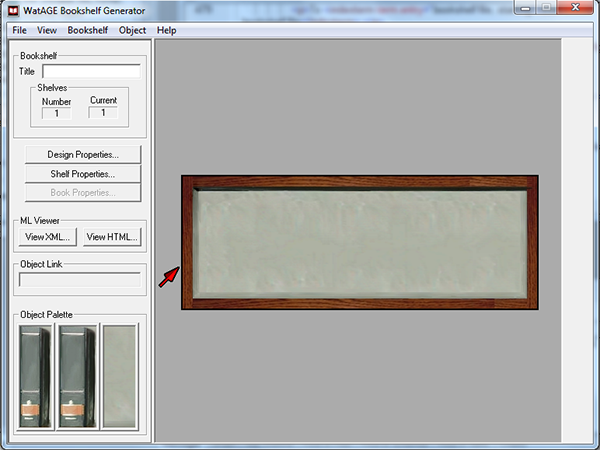 WatAGE Bookshelf Generator
File View Bookshelf Object Help
Bookshelf
Title
Shelves
Number Current
1 1
Design Properties...
Shelf Properties...
Book Properties...
ML Viewer
View XML... View HTML...
Object Link
Object Palette